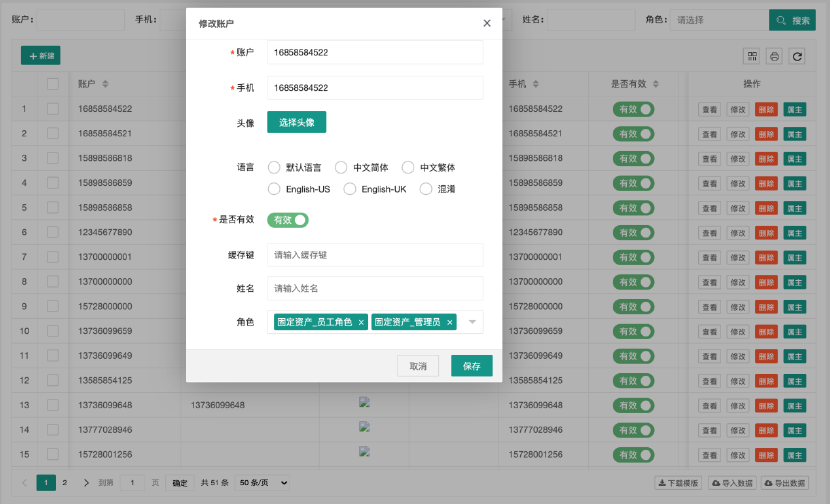 账户: 手机: 姓名: 角色: 请选择 搜索
修改账户
* 账户 16858584522
* 手机 16858584522
头像 选择头像
语言 默认语言 中文简体 中文繁体
English-US English-UK 混淆
* 是否有效 有效
缓存键 请输入缓存键
姓名 请输入姓名
角色 固定资产_员工角色 × 固定资产_管理员 ×
取消 保存
+ 新建
账户 手机 是否有效 操作
1 16858584522 16858584522 有效 查看 修改 删除 属主
2 16858584521 16858584521 有效 查看 修改 删除 属主
3 15898586818 15898586818 有效 查看 修改 删除 属主
4 15898586859 15898586859 有效 查看 修改 删除 属主
5 15898586858 15898586858 有效 查看 修改 删除 属主
6 12345677890 12345677890 有效 查看 修改 删除 属主
7 13700000001 13700000001 有效 查看 修改 删除 属主
8 13700000000 13700000000 有效 查看 修改 删除 属主
9 15728000000 15728000000 有效 查看 修改 删除 属主
10 13736099659 13736099659 有效 查看 修改 删除 属主
11 13736099649 13736099649 有效 查看 修改 删除 属主
12 13585854125 13585854125 有效 查看 修改 删除 属主
13 13736099648 13736099648 13736099648 有效 查看 修改 删除 属主
14 13777028946 13777028946 有效 查看 修改 删除 属主
15 15728001256 15728001256 有效 查看 修改 删除 属主
1 2 到第 1 页 确定 共 51 条 50 条/页 下载模版 导入数据 导出数据